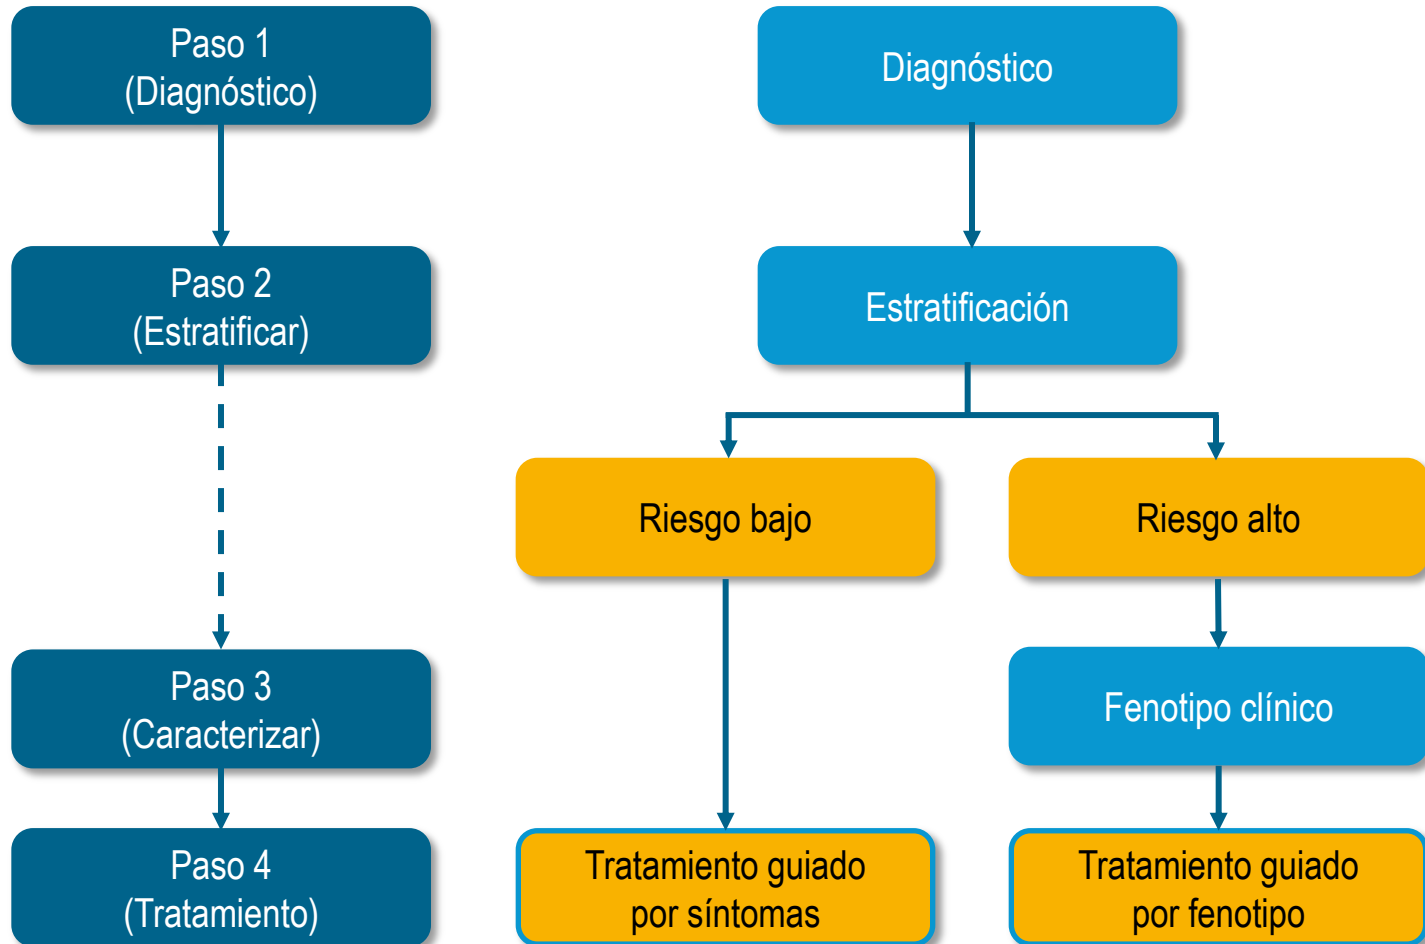 Paso 1
(Diagnóstico)
Diagnóstico
Paso 2
(Estratificar)
Estratificación
Riesgo bajo
Riesgo alto
Paso 3
(Caracterizar)
Fenotipo clínico
Paso 4
(Tratamiento)
Tratamiento guiado
por síntomas
Tratamiento guiado
por fenotipo